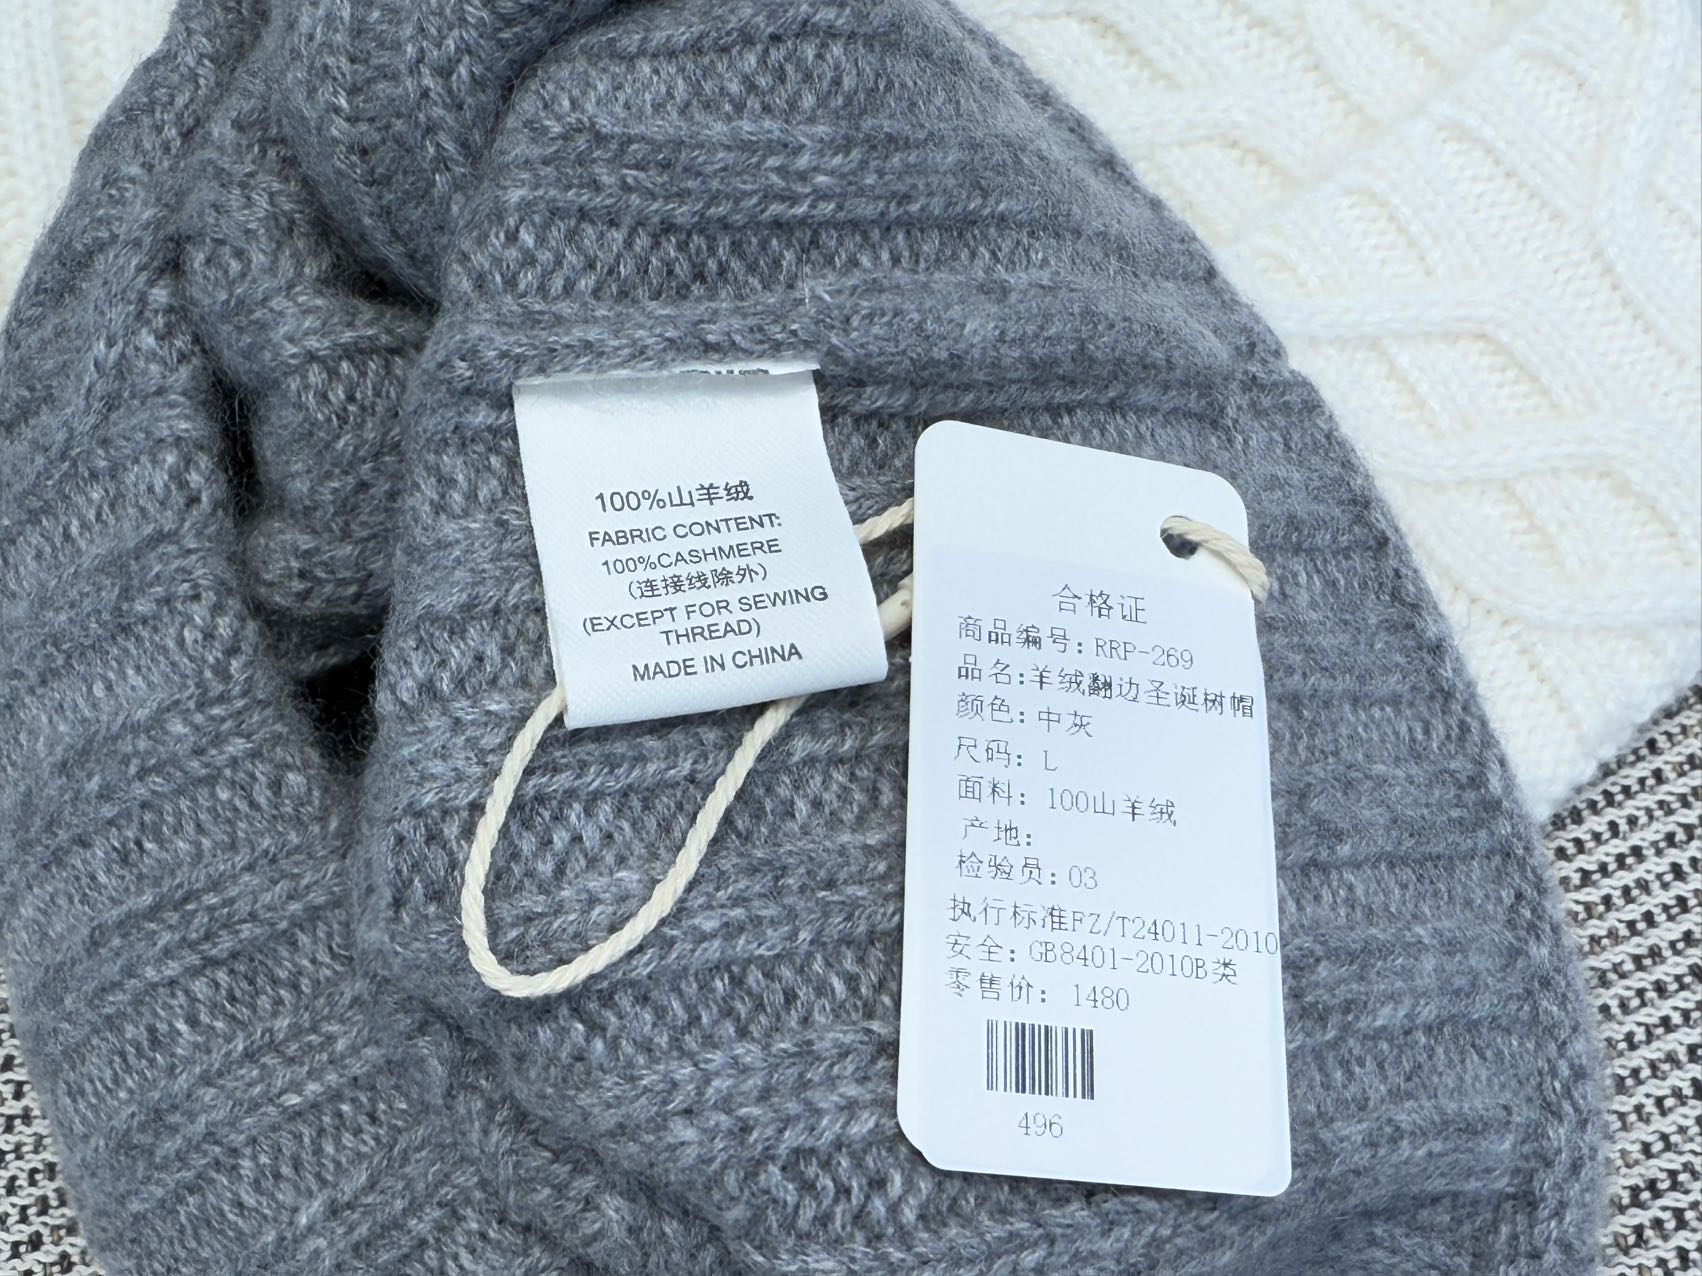 100%山羊绒
FABRIC CONTENT:
100%CASHMERE
(连接线除外)
(EXCEPT FOR SEWING
THREAD)
MADE IN CHINA
合格证
商品编号: RRP-269
品名:羊绒翻边圣诞树帽
颜色: 中灰
尺码: L
面料: 100山羊绒
产地:
检验员: 03
执行标准FZ/T24011-2010
安全: GB8401-2010B类
零售价: 1480
496